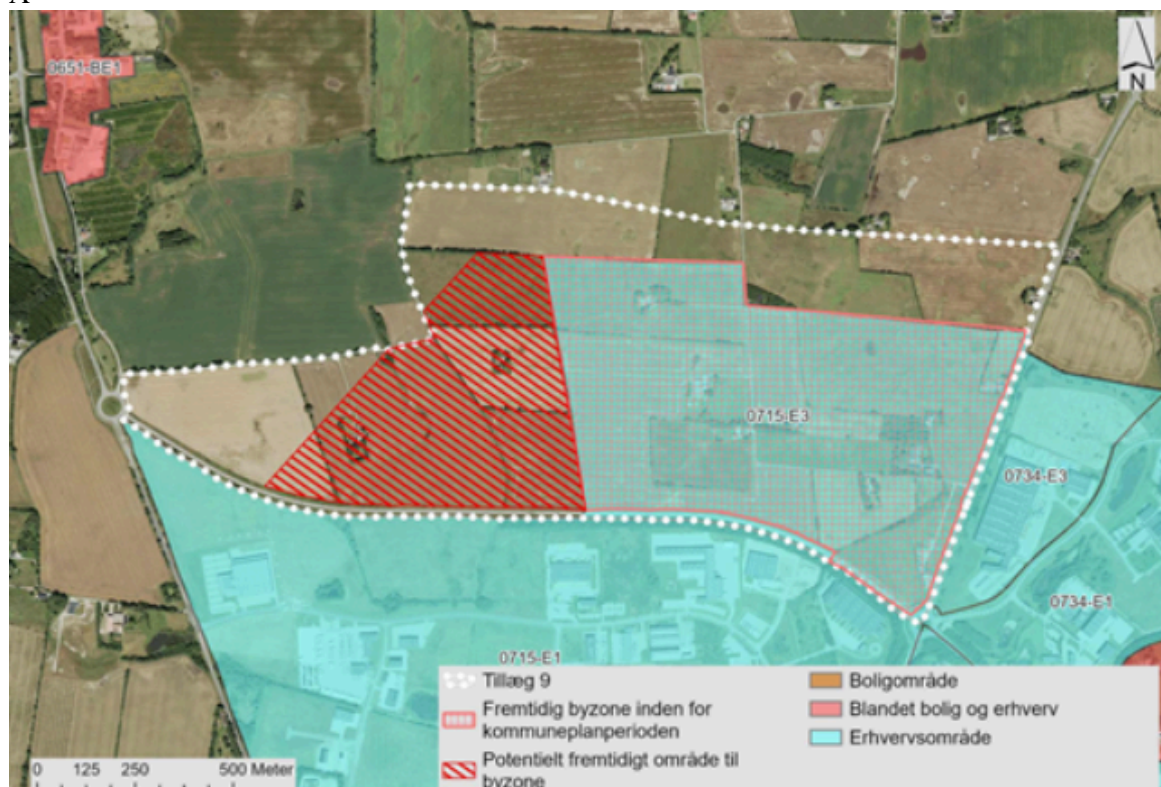 0651-BE1
N
0715-E3
0734-E3
0734-E1
0715-E1
Tillæg 9
Fremtidig byzone inden for
kommuneplanperioden
Potentielt fremtidigt område til
byzone
Boligområde
Blandet bolig og erhverv
Erhvervsområde
0 125 250 500 Meter